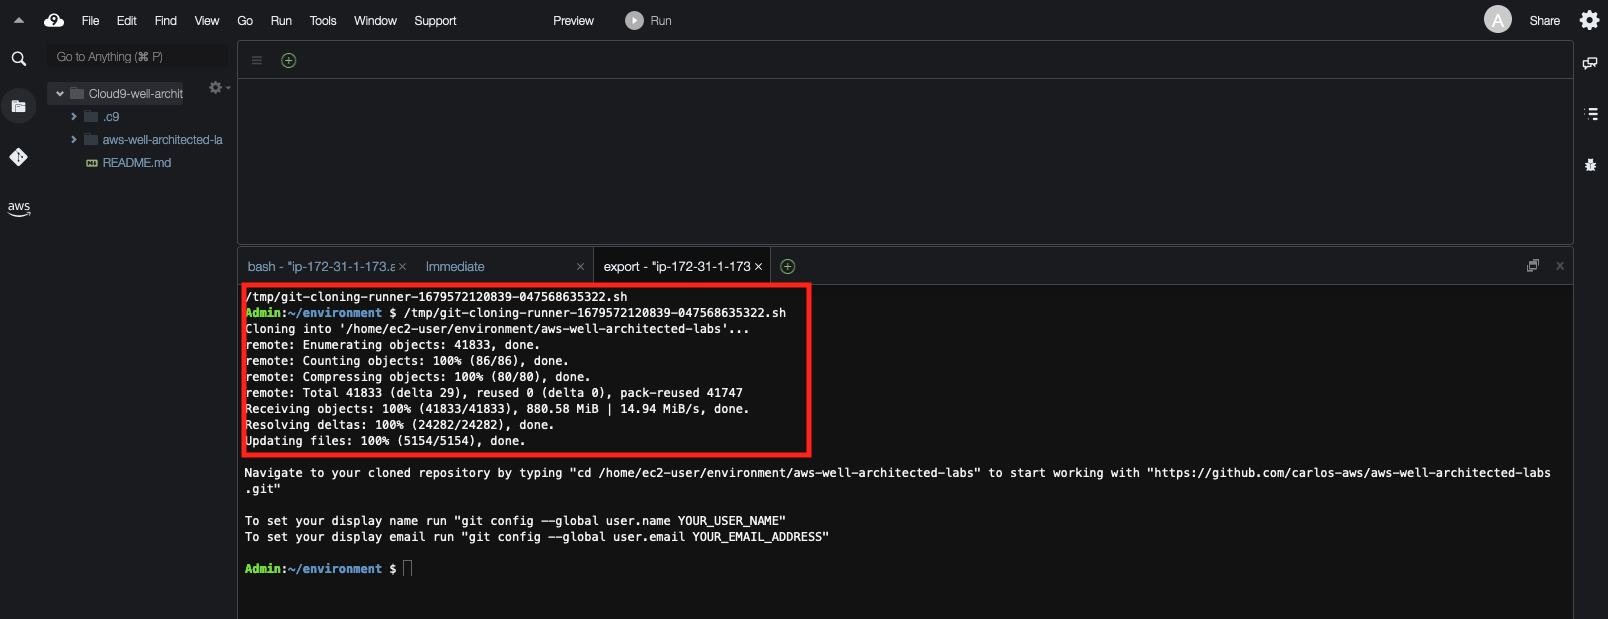 9 File Edit Find View Go Run Tools Window Support Preview Run A Share
Go to Anything (⌘ P)
Cloud9-well-archit
.c9
aws-well-architected-la
README.md
aws
bash - "ip-172-31-1-173.a × Immediate × export - "ip-172-31-1-173 ×
/tmp/git-cloning-runner-1679572120839-047568635322.sh
Admin:~/environment $ /tmp/git-cloning-runner-1679572120839-047568635322.sh
Cloning into '/home/ec2-user/environment/aws-well-architected-labs'...
remote: Enumerating objects: 41833, done.
remote: Counting objects: 100% (86/86), done.
remote: Compressing objects: 100% (80/80), done.
remote: Total 41833 (delta 29), reused 0 (delta 0), pack-reused 41747
Receiving objects: 100% (41833/41833), 880.58 MiB | 14.94 MiB/s, done.
Resolving deltas: 100% (24282/24282), done.
Updating files: 100% (5154/5154), done.
Navigate to your cloned repository by typing "cd /home/ec2-user/environment/aws-well-architected-labs" to start working with "https://github.com/carlos-aws/aws-well-architected-labs
.git"
To set your display name run "git config --global user.name YOUR_USER_NAME"
To set your display email run "git config --global user.email YOUR_EMAIL_ADDRESS"
Admin:~/environment $